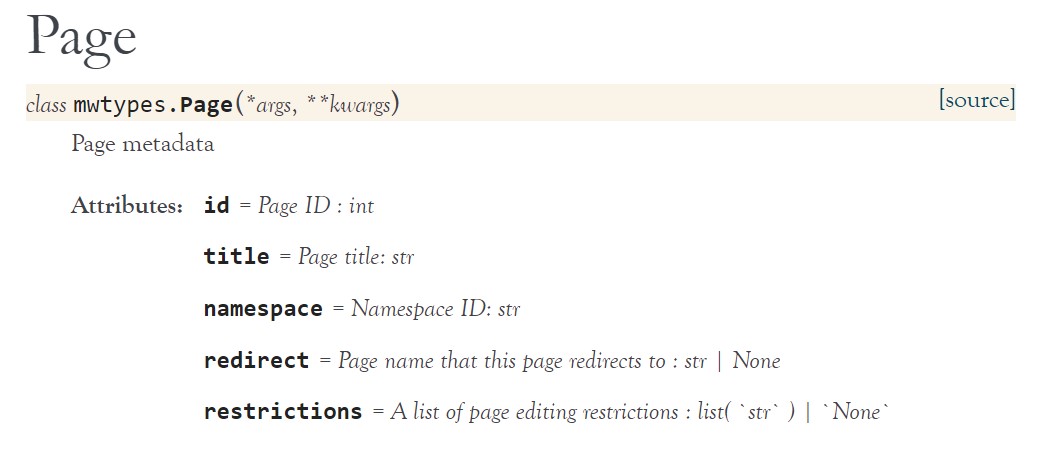 Page
class mwtypes.Page(*args, **kwargs) [source]
Page metadata
Attributes: id = Page ID : int
title = Page title: str
namespace = Namespace ID: str
redirect = Page name that this page redirects to : str | None
restrictions = A list of page editing restrictions : list( `str` ) | `None`